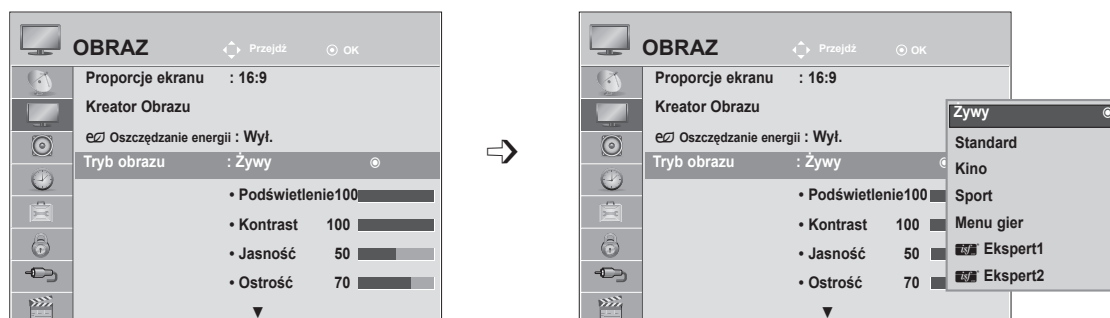 OBRAZ Przejdź OK
Proporcje ekranu : 16:9
Kreator Obrazu
Oszczędzanie energii : Wył.
Tryb obrazu : Żywy
• Podświetlenie100
• Kontrast 100
• Jasność 50
• Ostrość 70
▼
OBRAZ Przejdź OK
Proporcje ekranu : 16:9
Kreator Obrazu
Oszczędzanie energii : Wył.
Tryb obrazu : Żywy
• Podświetlenie100
• Kontrast 100
• Jasność 50
• Ostrość 70
▼
Żywy
Standard
Kino
Sport
Menu gier
isf Ekspert1
isf Ekspert2